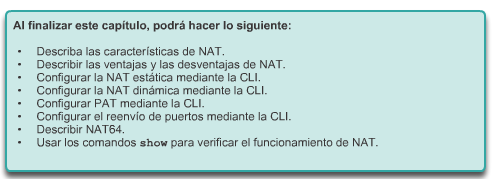 Al finalizar este capítulo, podrá hacer lo siguiente:
• Describa las características de NAT.
• Describir las ventajas y las desventajas de NAT.
• Configurar la NAT estática mediante la CLI.
• Configurar la NAT dinámica mediante la CLI.
• Configurar PAT mediante la CLI.
• Configurar el reenvío de puertos mediante la CLI.
• Describir NAT64.
• Usar los comandos show para verificar el funcionamiento de NAT.